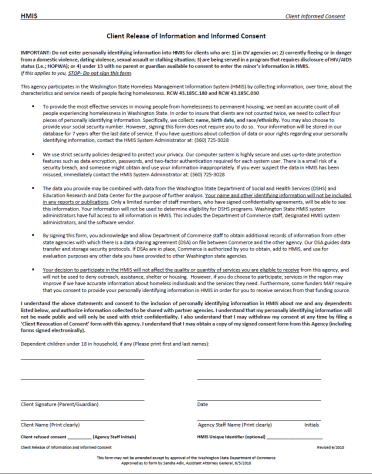 HMIS Client Informed Consent
Client Release of Information and Informed Consent
IMPORTANT: Do not enter personally identifying information into HMIS for clients who are: 1) in DV agencies or; 2) currently fleeing or in danger
from a domestic violence, dating violence, sexual assault or stalking situation; 3) are being served in a program that requires disclosure of HIV/AIDS
status (i.e.; HOPWA); or 4) under 13 with no parent or guardian available to consent to enter the minor's information in HMIS.
If this applies to you, STOP- Do not sign this form.
This agency participates in the Washington State Homeless Management Information System (HMIS) by collecting information, over time, about the
characteristics and service needs of people facing homelessness. RCW 43.185C.180 and RCW 43.185C.030
• To provide the most effective services in moving people from homelessness to permanent housing, we need an accurate count of all
people experiencing homelessness in Washington State. In order to insure that clients are not counted twice, we need to collect four
pieces of personally identifying information. Specifically, we collect: name, birth date, and race/ethnicity. You may also choose to
provide your social security number. However, signing this form does not require you to do so. Your information will be stored in our
database for 7 years after the last date of service. If you have questions about collection of data or your rights regarding your personally
identifying information, contact the HMIS System Administrator at: (360) 725-3028
• We use strict security policies designed to protect your privacy. Our computer system is highly secure and uses up-to-date protection
features such as data encryption, passwords, and two-factor authentication required for each system user. There is a small risk of a
security breach, and someone might obtain and use your information inappropriately. If you ever suspect the data in HMIS has been
misused, immediately contact the HMIS System Administrator at: (360) 725-3028
• The data you provide may be combined with data from the Washington State Department of Social and Health Services (DSHS) and
Education Research and Data Center for the purpose of further analysis. Your name and other identifying information will not be included
in any reports or publications. Only a limited number of staff members, who have signed confidentiality agreements, will be able to see
this information. Your information will not be used to determine eligibility for DSHS programs. Washington State HMIS system
administrators have full access to all information in HMIS. This includes the Department of Commerce staff, designated HMIS system
administrators, and the software vendor.
• By signing this form, you acknowledge and allow Department of Commerce staff to obtain additional records of information from other
state agencies with which there is a data sharing agreement (DSA) on file between Commerce and the other agency. Our DSA guides data
transfer and storage security protocols. If DSAs are in place, Commerce is authorized by you to obtain, add to HMIS, and use for
evaluation purposes any other data you have provided to other Washington state agencies.
• Your decision to participate in the HMIS will not affect the quality or quantity of services you are eligible to receive from this agency, and
will not be used to deny outreach, assistance, shelter or housing. However, if you do choose to participate, services in the region may
improve if we have accurate information about homeless individuals and the services they need. Furthermore, some funders MAY require
that you consent to provide your personally identifying information in HMIS in order for you to receive services from that funding source.
I understand the above statements and consent to the inclusion of personally identifying information in HMIS about me and any dependents
listed below, and authorize information collected to be shared with partner agencies. I understand that my personally identifying information will
not be made public and will only be used with strict confidentiality. I also understand that I may withdraw my consent at any time by filing a
'Client Revocation of Consent' form with this agency. I understand that I may obtain a copy of my signed consent form from this Agency (including
forms signed electronically).
Dependent children under 18 in household, if any (Please print first and last names):
Client Signature (Parent/Guardian) Date
Client Name (Print clearly) Agency Staff Name (Print clearly) Initials
Client refused consent ________ (Agency Staff Initials) HMIS Unique Identifier (optional) ________
Client Release of Information and Informed Consent Revised 6/2010
This form may not be amended except by approval of the Washington State Department of Commerce
Approved as to form by Sandra Adix, Assistant Attorney General, 6/5/2010